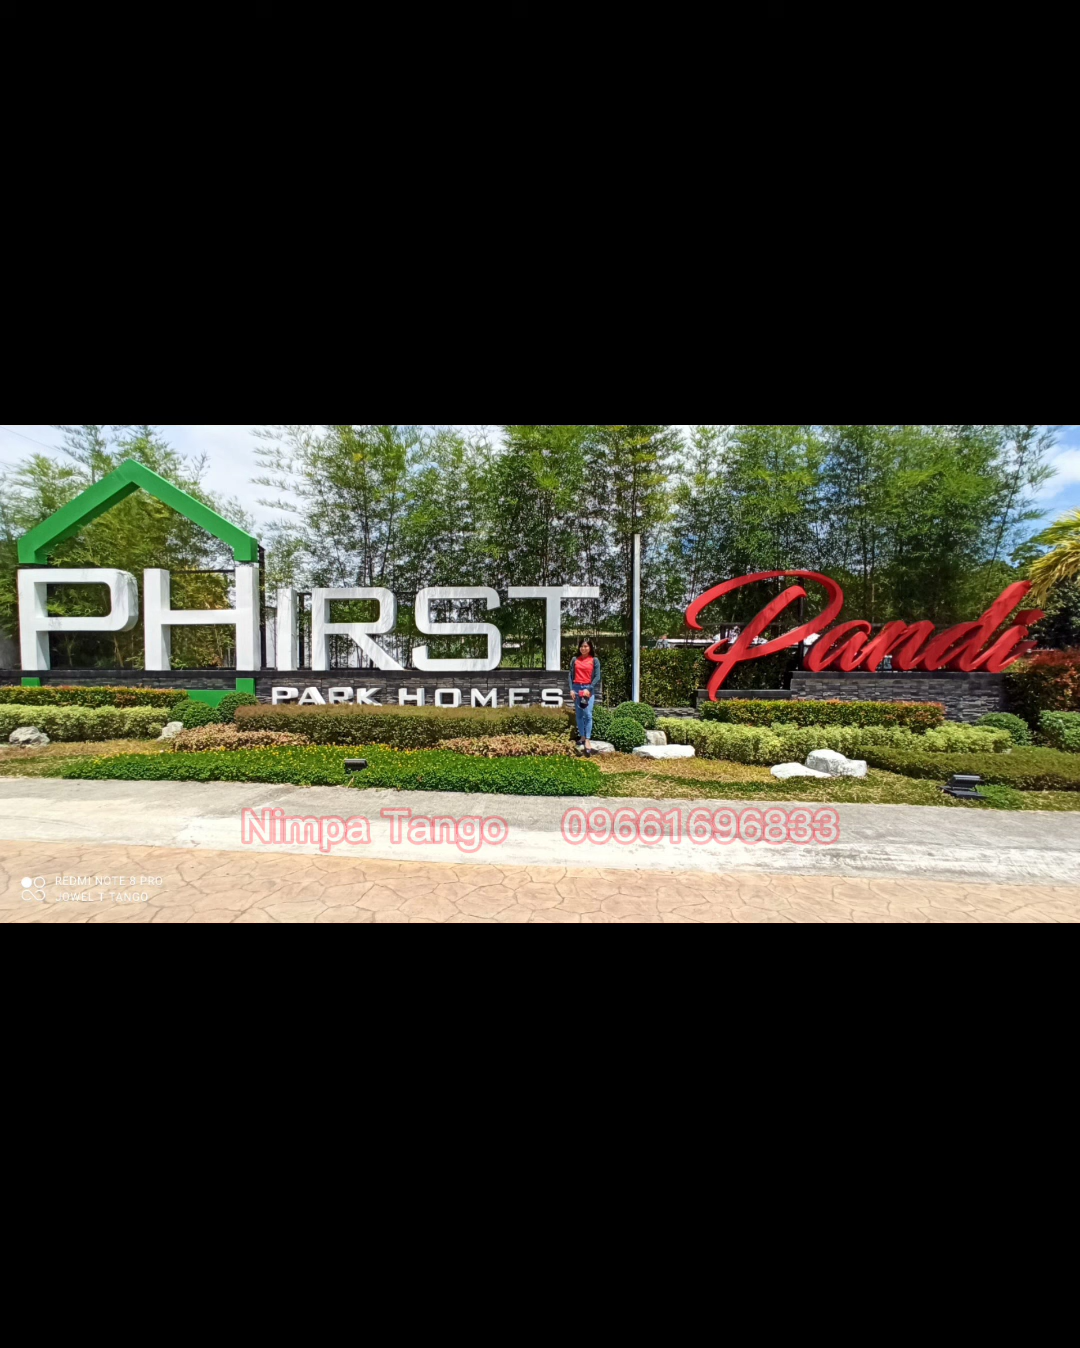 PHIRST
PARK HOMES
Pandi
Nimpa Tango 09661696833
REDMI NOTE 8 PRO
JOWEL T TANGO